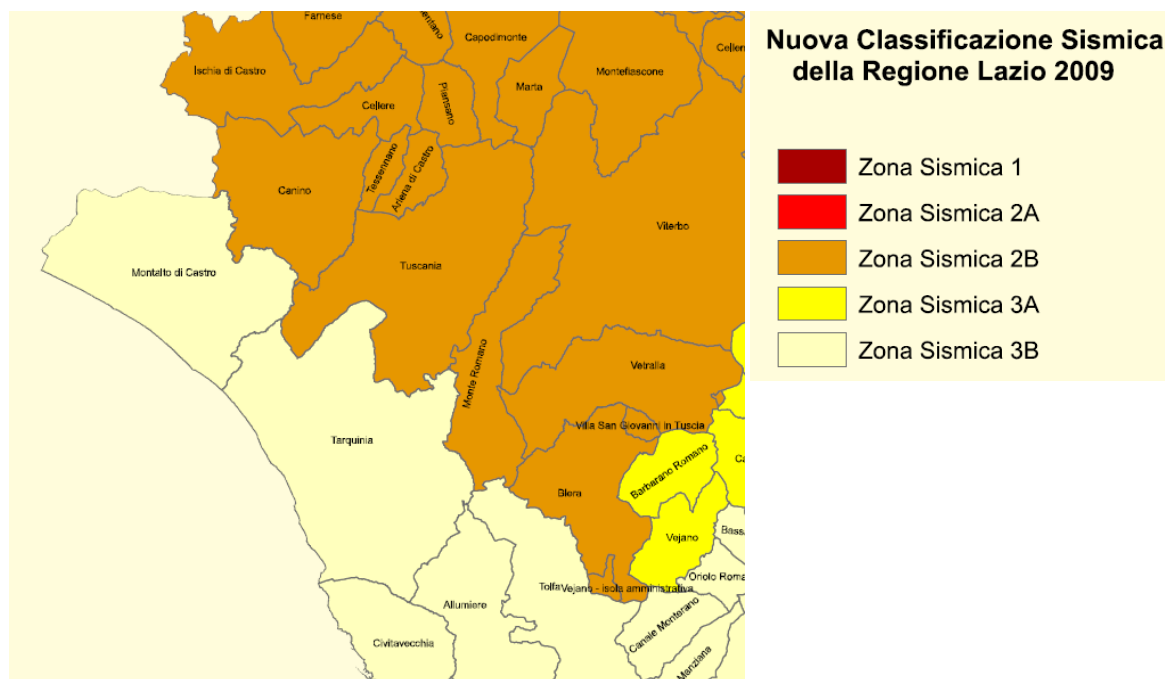 Farnese
Capodimonte
Nuova Classificazione Sismica
della Regione Lazio 2009
Ischia di Castro
Montefiascone
Marta
Cellere
Piansano
Zona Sismica 1
Tessennano
Arlena di Castro
Canino
Zona Sismica 2A
Viterbo
Zona Sismica 2B
Tuscania
Montalto di Castro
Zona Sismica 3A
Zona Sismica 3B
Vetralla
Monte Romano
Villa San Giovanni in Tuscia
Tarquinia
Barbarano Romano
Blera
Vejano
Tolfa
Vejano - isola amministrativa
Allumiere
Canale Monterano
Civitavecchia
Manziana